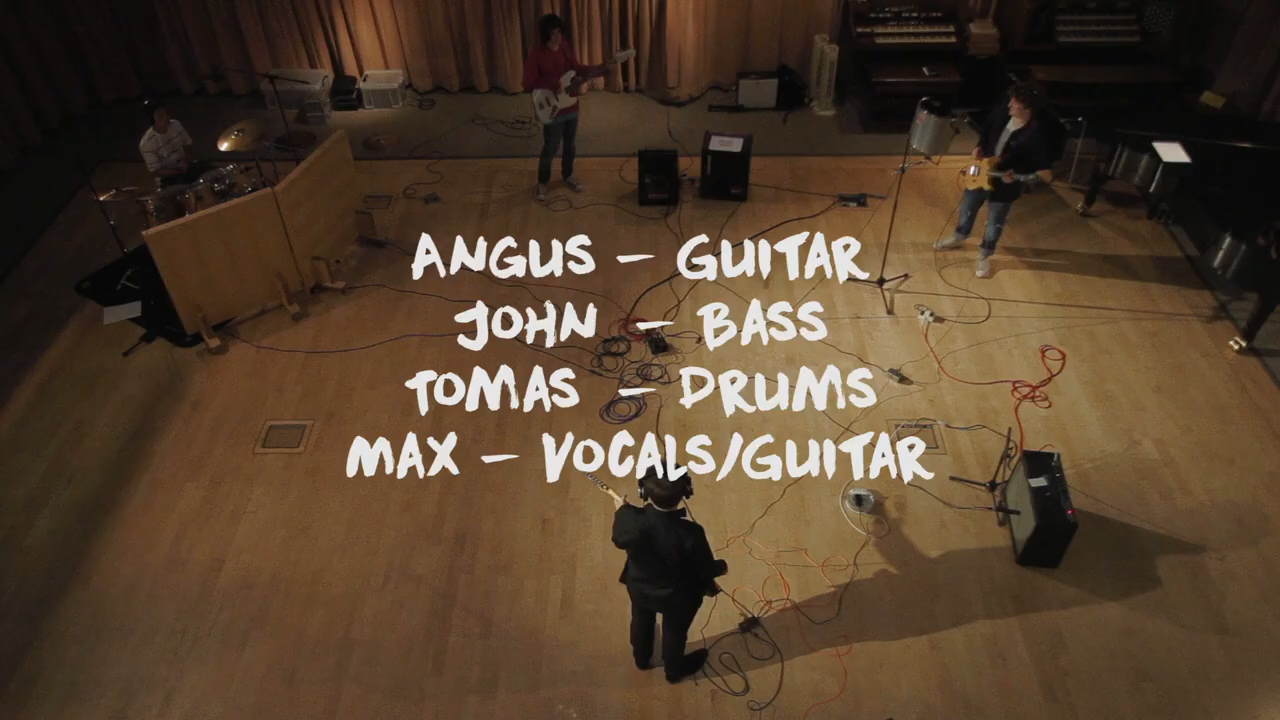 ANGUS – GUITAR
JOHN – BASS
TOMAS – DRUMS
MAX – VOCALS/GUITAR